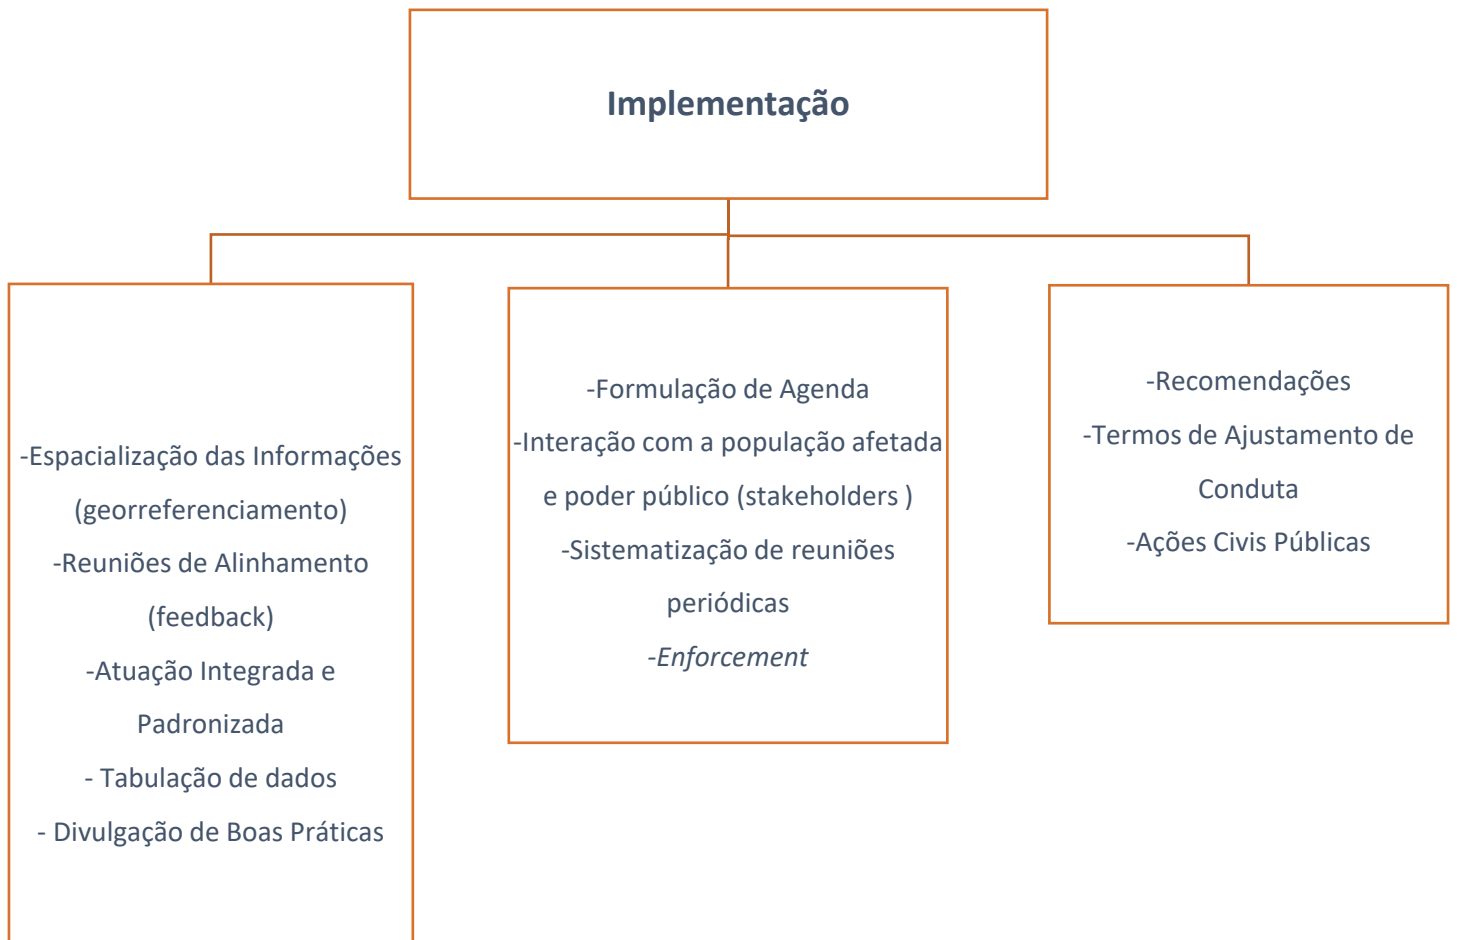 Implementação
-Espacialização das Informações
(georreferenciamento)
-Reuniões de Alinhamento
(feedback)
-Atuação Integrada e
Padronizada
- Tabulação de dados
- Divulgação de Boas Práticas
-Formulação de Agenda
-Interação com a população afetada
e poder público (stakeholders )
-Sistematização de reuniões
periódicas
-Enforcement
-Recomendações
-Termos de Ajustamento de
Conduta
-Ações Civis Públicas